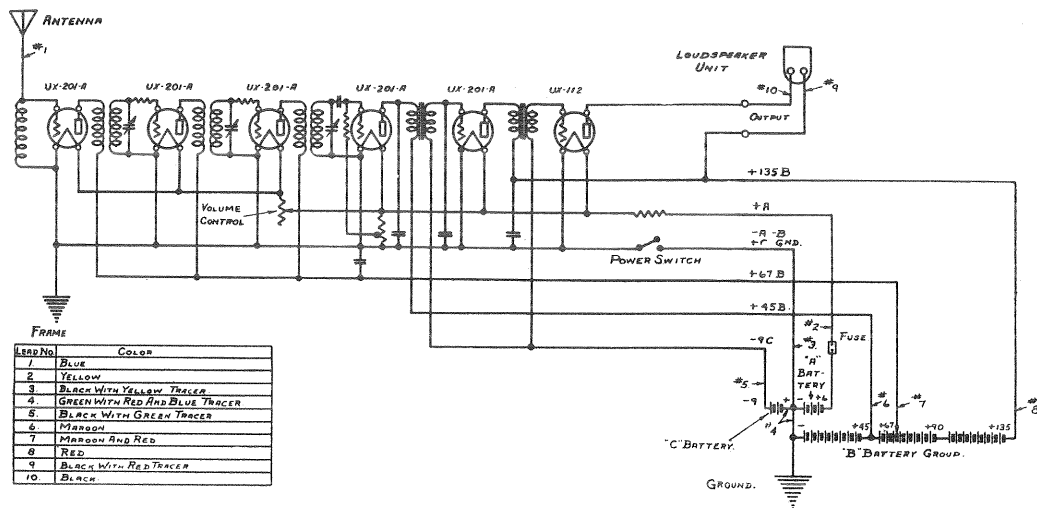 ANTENNA
#1
UX-201-A
UX-201-A
UX-201-A
UX-201-A
UX-201-A
UX-112
LOUDSPEAKER
UNIT
#10
#9
OUTPUT
+135B
VOLUME
CONTROL
+A
-A -B
+C GND.
POWER SWITCH
+67B
+45B.
#2
FUSE
FRAME
-9C
#3.
"A"
BAT-
TERY
#5
#6
#7
#8
-9
+
-
+6
#4
-
+45
+67
+90
+135
"C" BATTERY.
"B" BATTERY GROUP.
GROUND.
LEAD NO. COLOR
1. BLUE
2 YELLOW
3. BLACK WITH YELLOW TRACER
4. GREEN WITH RED AND BLUE TRACER
5. BLACK WITH GREEN TRACER
6. MAROON
7 MAROON AND RED
8 RED
9 BLACK WITH RED TRACER
10. BLACK